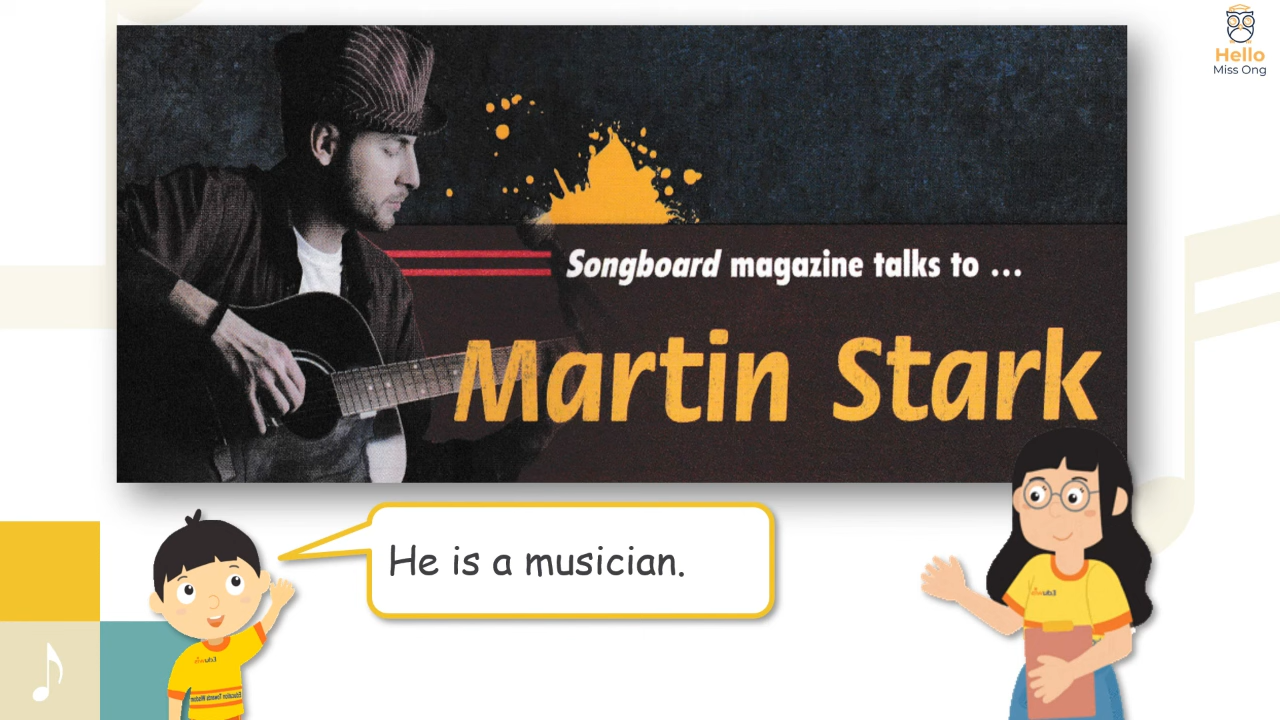 Hello
Miss Ong
Songboard magazine talks to ...
Martin Stark
He is a musician.